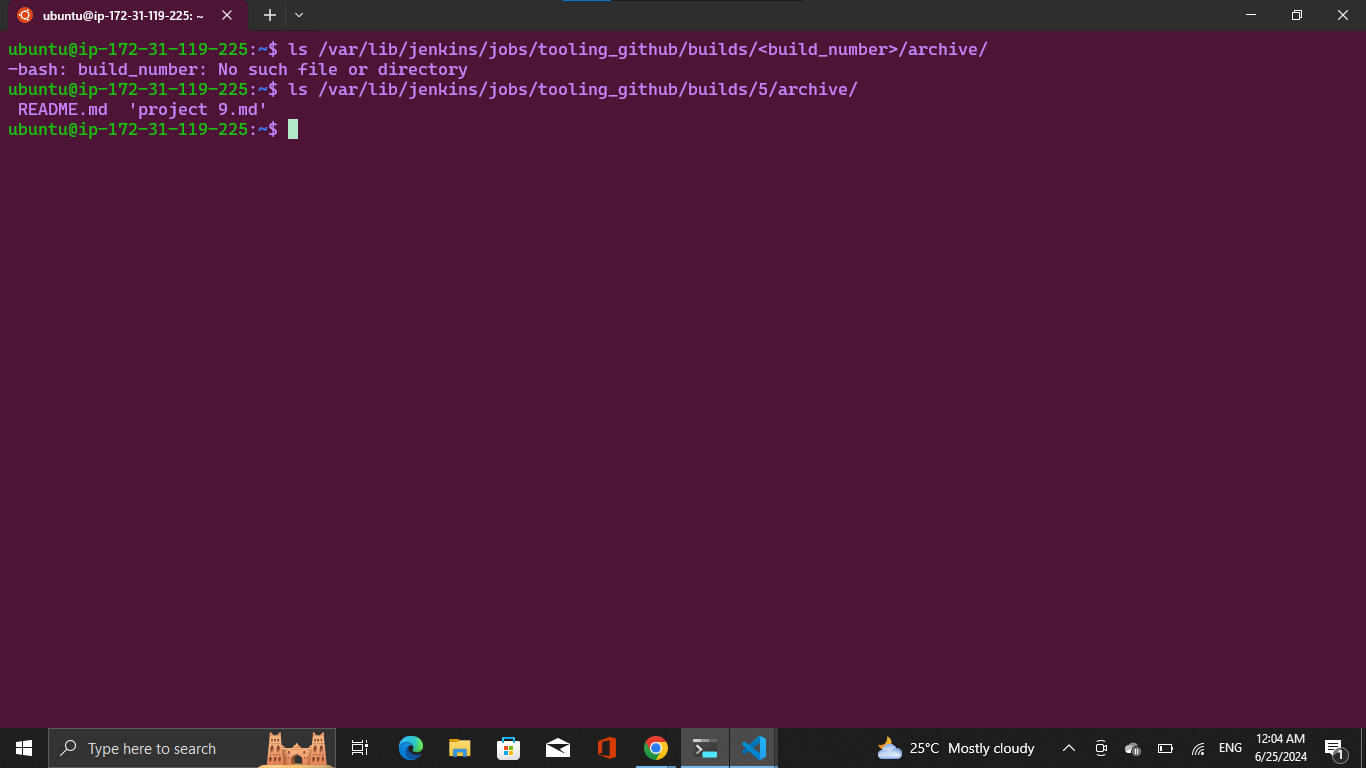 ubuntu@ip-172-31-119-225: ~
ubuntu@ip-172-31-119-225:~$ ls /var/lib/jenkins/jobs/tooling_github/builds/<build_number>/archive/
-bash: build_number: No such file or directory
ubuntu@ip-172-31-119-225:~$ ls /var/lib/jenkins/jobs/tooling_github/builds/5/archive/
 README.md  'project 9.md'
ubuntu@ip-172-31-119-225:~$
Type here to search
25°C Mostly cloudy
ENG
12:04 AM
6/25/2024
1